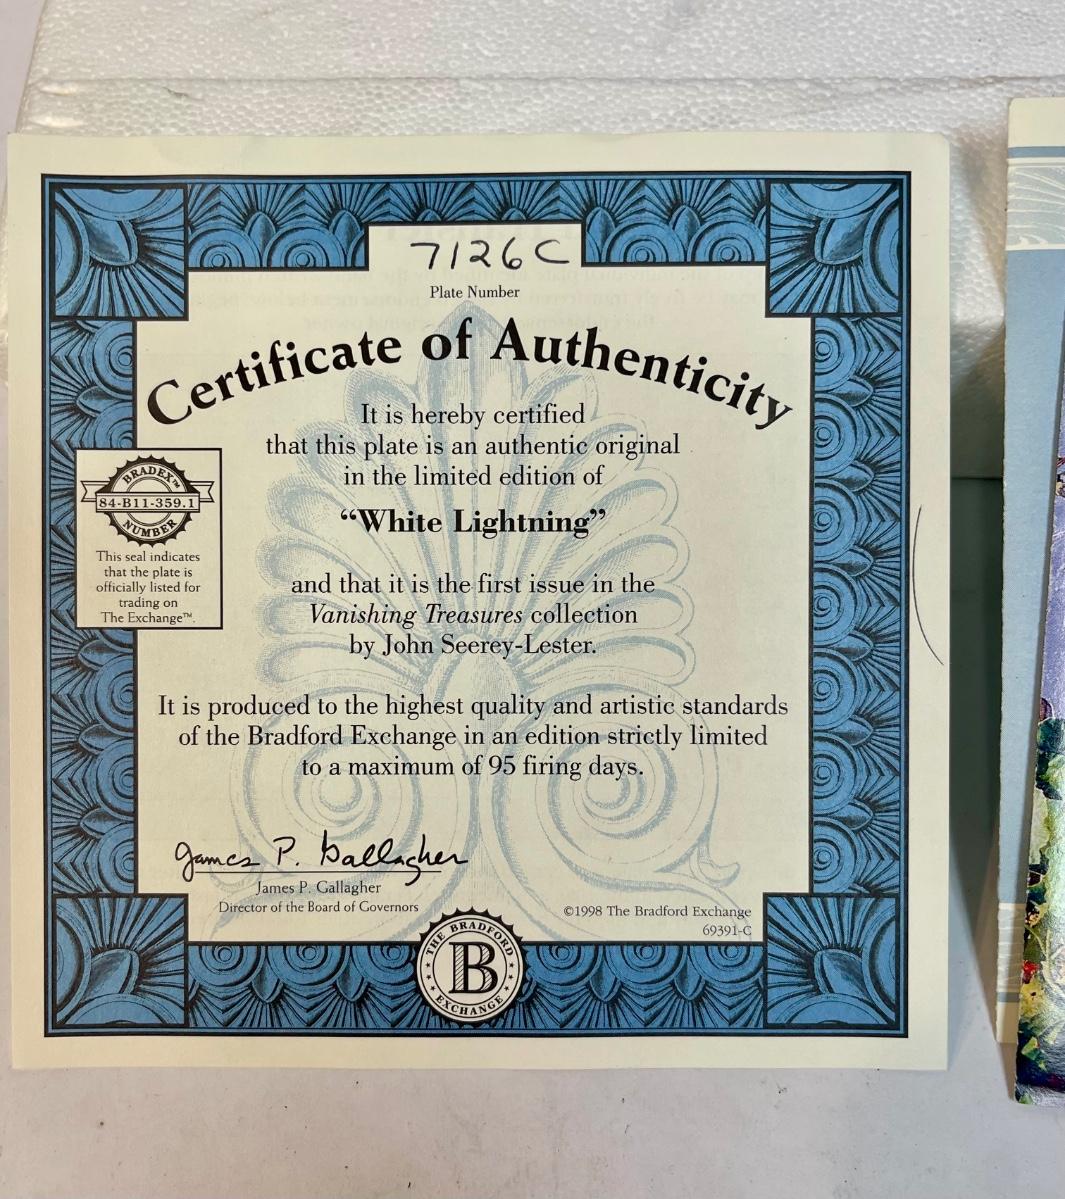 7126C
Plate Number
Certificate of Authenticity
It is hereby certified
that this plate is an authentic original
in the limited edition of
“White Lightning”
and that it is the first issue in the
Vanishing Treasures collection
by John Seerey-Lester.
It is produced to the highest quality and artistic standards
of the Bradford Exchange in an edition strictly limited
to a maximum of 95 firing days.
BRADEX™
84-B11-359.1
NUMBER
This seal indicates
that the plate is
officially listed for
trading on
The Exchange™.
James P. Gallagher
James P. Gallagher
Director of the Board of Governors
©1998 The Bradford Exchange
69391-C
THE BRADFORD
B
EXCHANGE